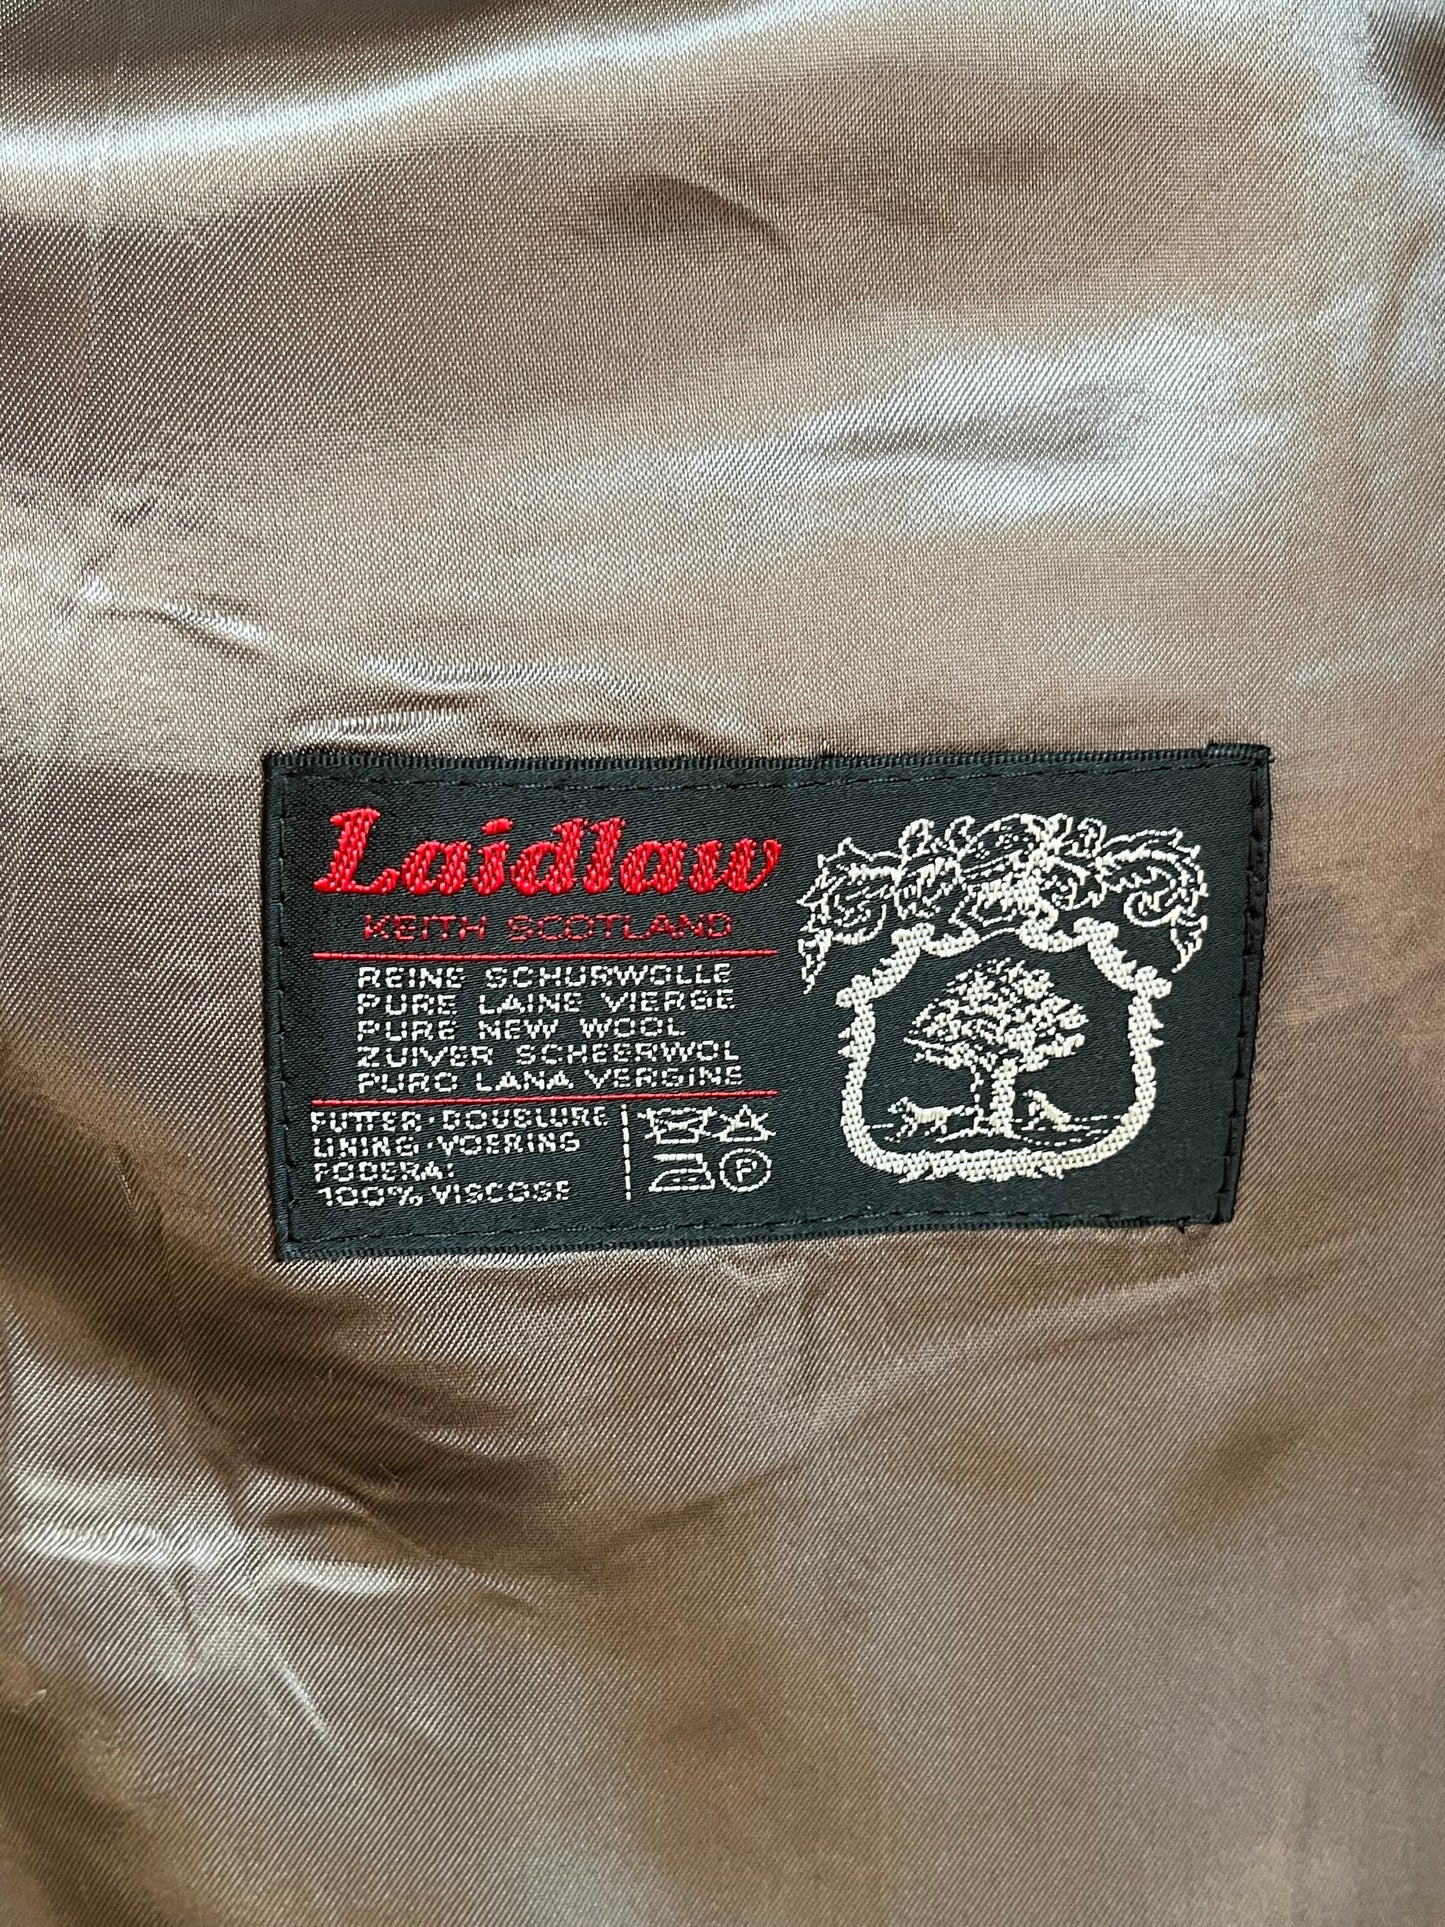 Laidlaw
KEITH SCOTLAND
REINE SCHURWOLLE
PURE LAINE VIERGE
PURE NEW WOOL
ZUIVER SCHEERWOL
PURO LANA VERGINE
FUTTER·DOUBLURE
LINING·VOERING
FODERA:
100% VISCOSE
P